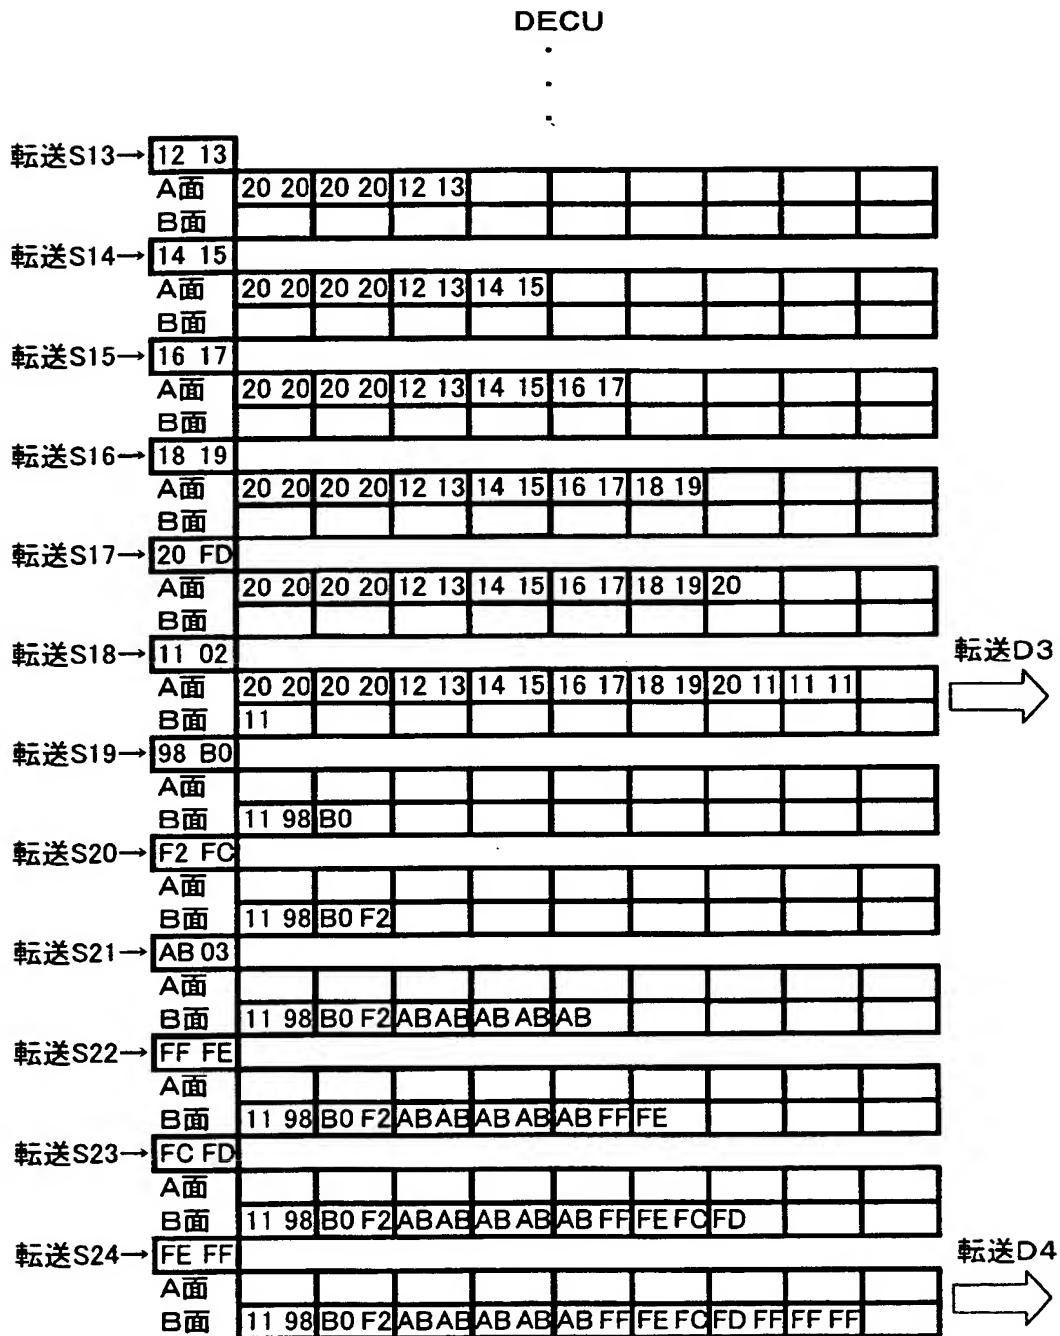 DECU
転送S13→ 12 13
A面 20 20 20 20 12 13
B面
転送S14→ 14 15
A面 20 20 20 20 12 13 14 15
B面
転送S15→ 16 17
A面 20 20 20 20 12 13 14 15 16 17
B面
転送S16→ 18 19
A面 20 20 20 20 12 13 14 15 16 17 18 19
B面
転送S17→ 20 FD
A面 20 20 20 20 12 13 14 15 16 17 18 19 20
B面
転送S18→ 11 02 転送D3
A面 20 20 20 20 12 13 14 15 16 17 18 19 20 11 11 11
B面 11
転送S19→ 98 B0
A面
B面 11 98 B0
転送S20→ F2 FC
A面
B面 11 98 B0 F2
転送S21→ AB 03
A面
B面 11 98 B0 F2 AB AB AB AB AB
転送S22→ FF FE
A面
B面 11 98 B0 F2 AB AB AB AB AB FF FE
転送S23→ FC FD
A面
B面 11 98 B0 F2 AB AB AB AB AB FF FE FC FD
転送S24→ FE FF 転送D4
A面
B面 11 98 B0 F2 AB AB AB AB AB FF FE FC FD FF FF FF